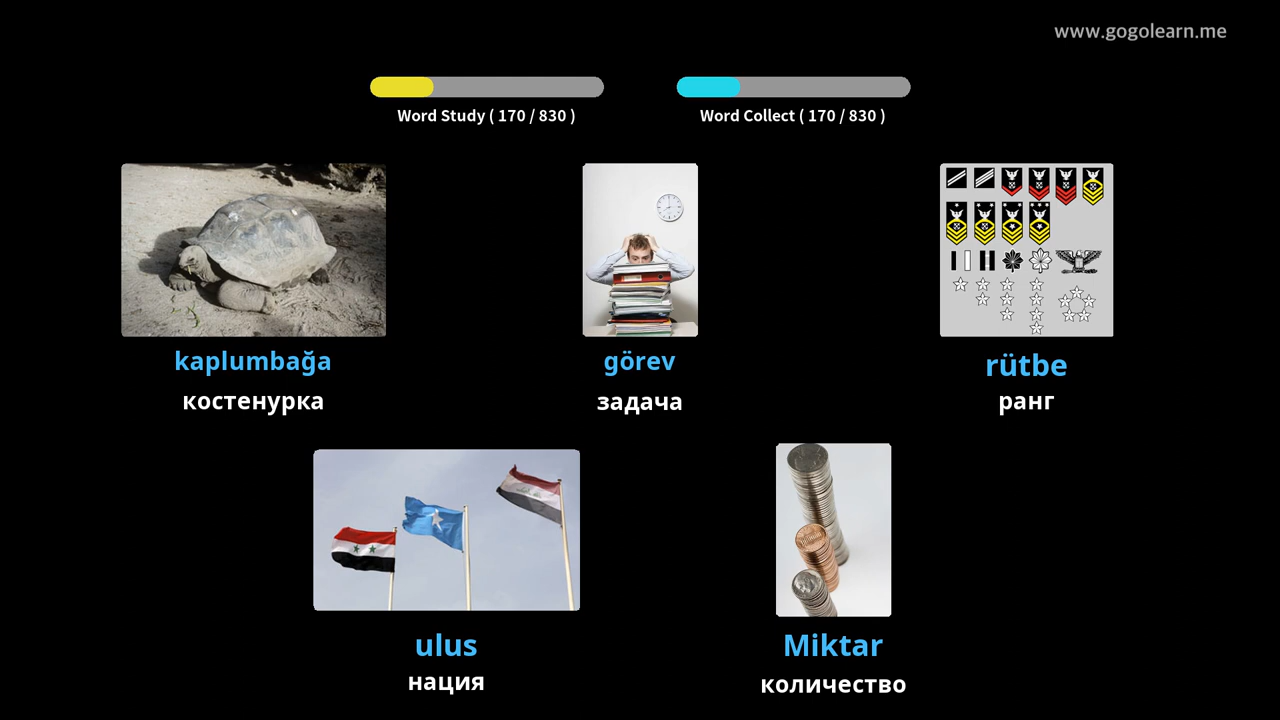 www.gogolearn.me
Word Study ( 170 / 830 )
Word Collect ( 170 / 830 )
kaplumbağa
костенурка
görev
задача
rütbe
ранг
ulus
нация
Miktar
количество